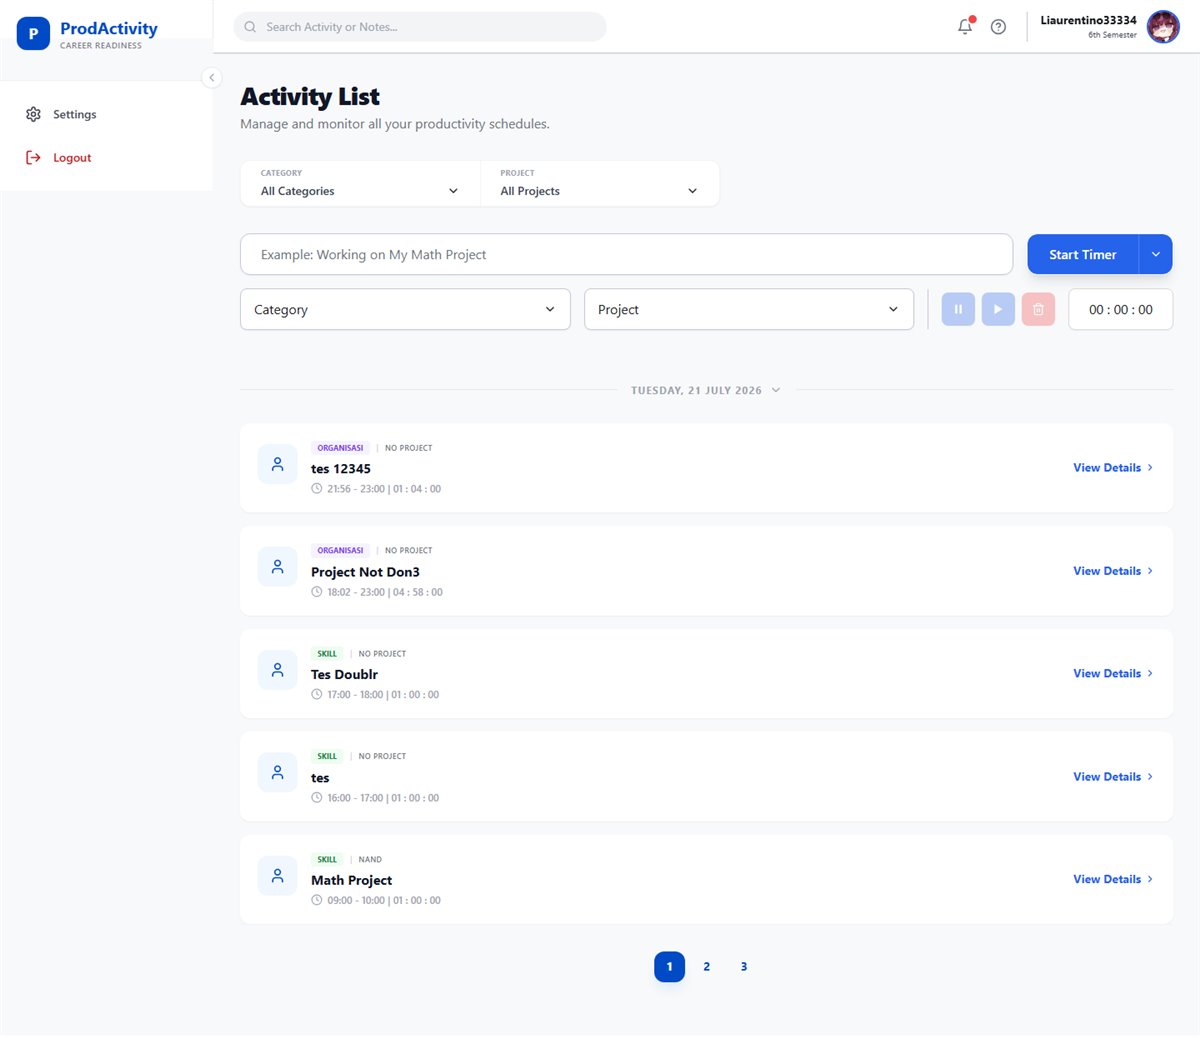 P
ProdActivity
CAREER READINESS
Search Activity or Notes...
Liaurentino33334
6th Semester
Settings
Logout
Activity List
Manage and monitor all your productivity schedules.
CATEGORY
All Categories
PROJECT
All Projects
Example: Working on My Math Project
Start Timer
Category
Project
00 : 00 : 00
TUESDAY, 21 JULY 2026
ORGANISASI | NO PROJECT
tes 12345
21:56 - 23:00 | 01 : 04 : 00
View Details
ORGANISASI | NO PROJECT
Project Not Don3
18:02 - 23:00 | 04 : 58 : 00
View Details
SKILL | NO PROJECT
Tes Doublr
17:00 - 18:00 | 01 : 00 : 00
View Details
SKILL | NO PROJECT
tes
16:00 - 17:00 | 01 : 00 : 00
View Details
SKILL | NAND
Math Project
09:00 - 10:00 | 01 : 00 : 00
View Details
1 2 3